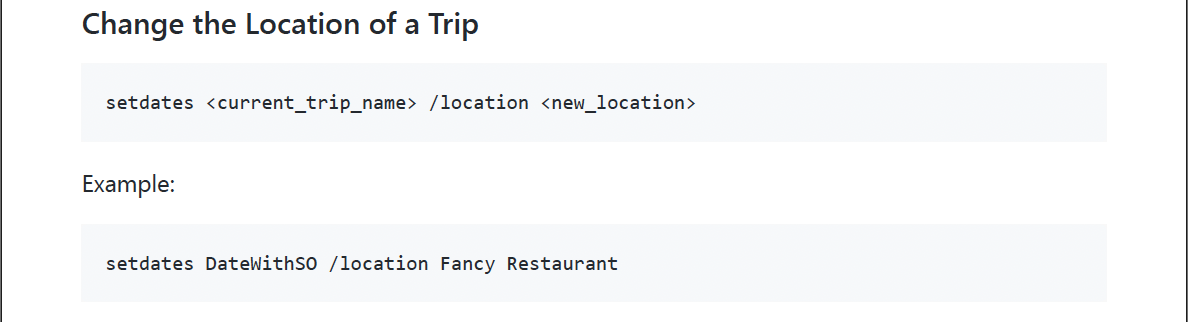 Change the Location of a Trip
setdates <current_trip_name> /location <new_location>
Example:
setdates DateWithSO /location Fancy Restaurant